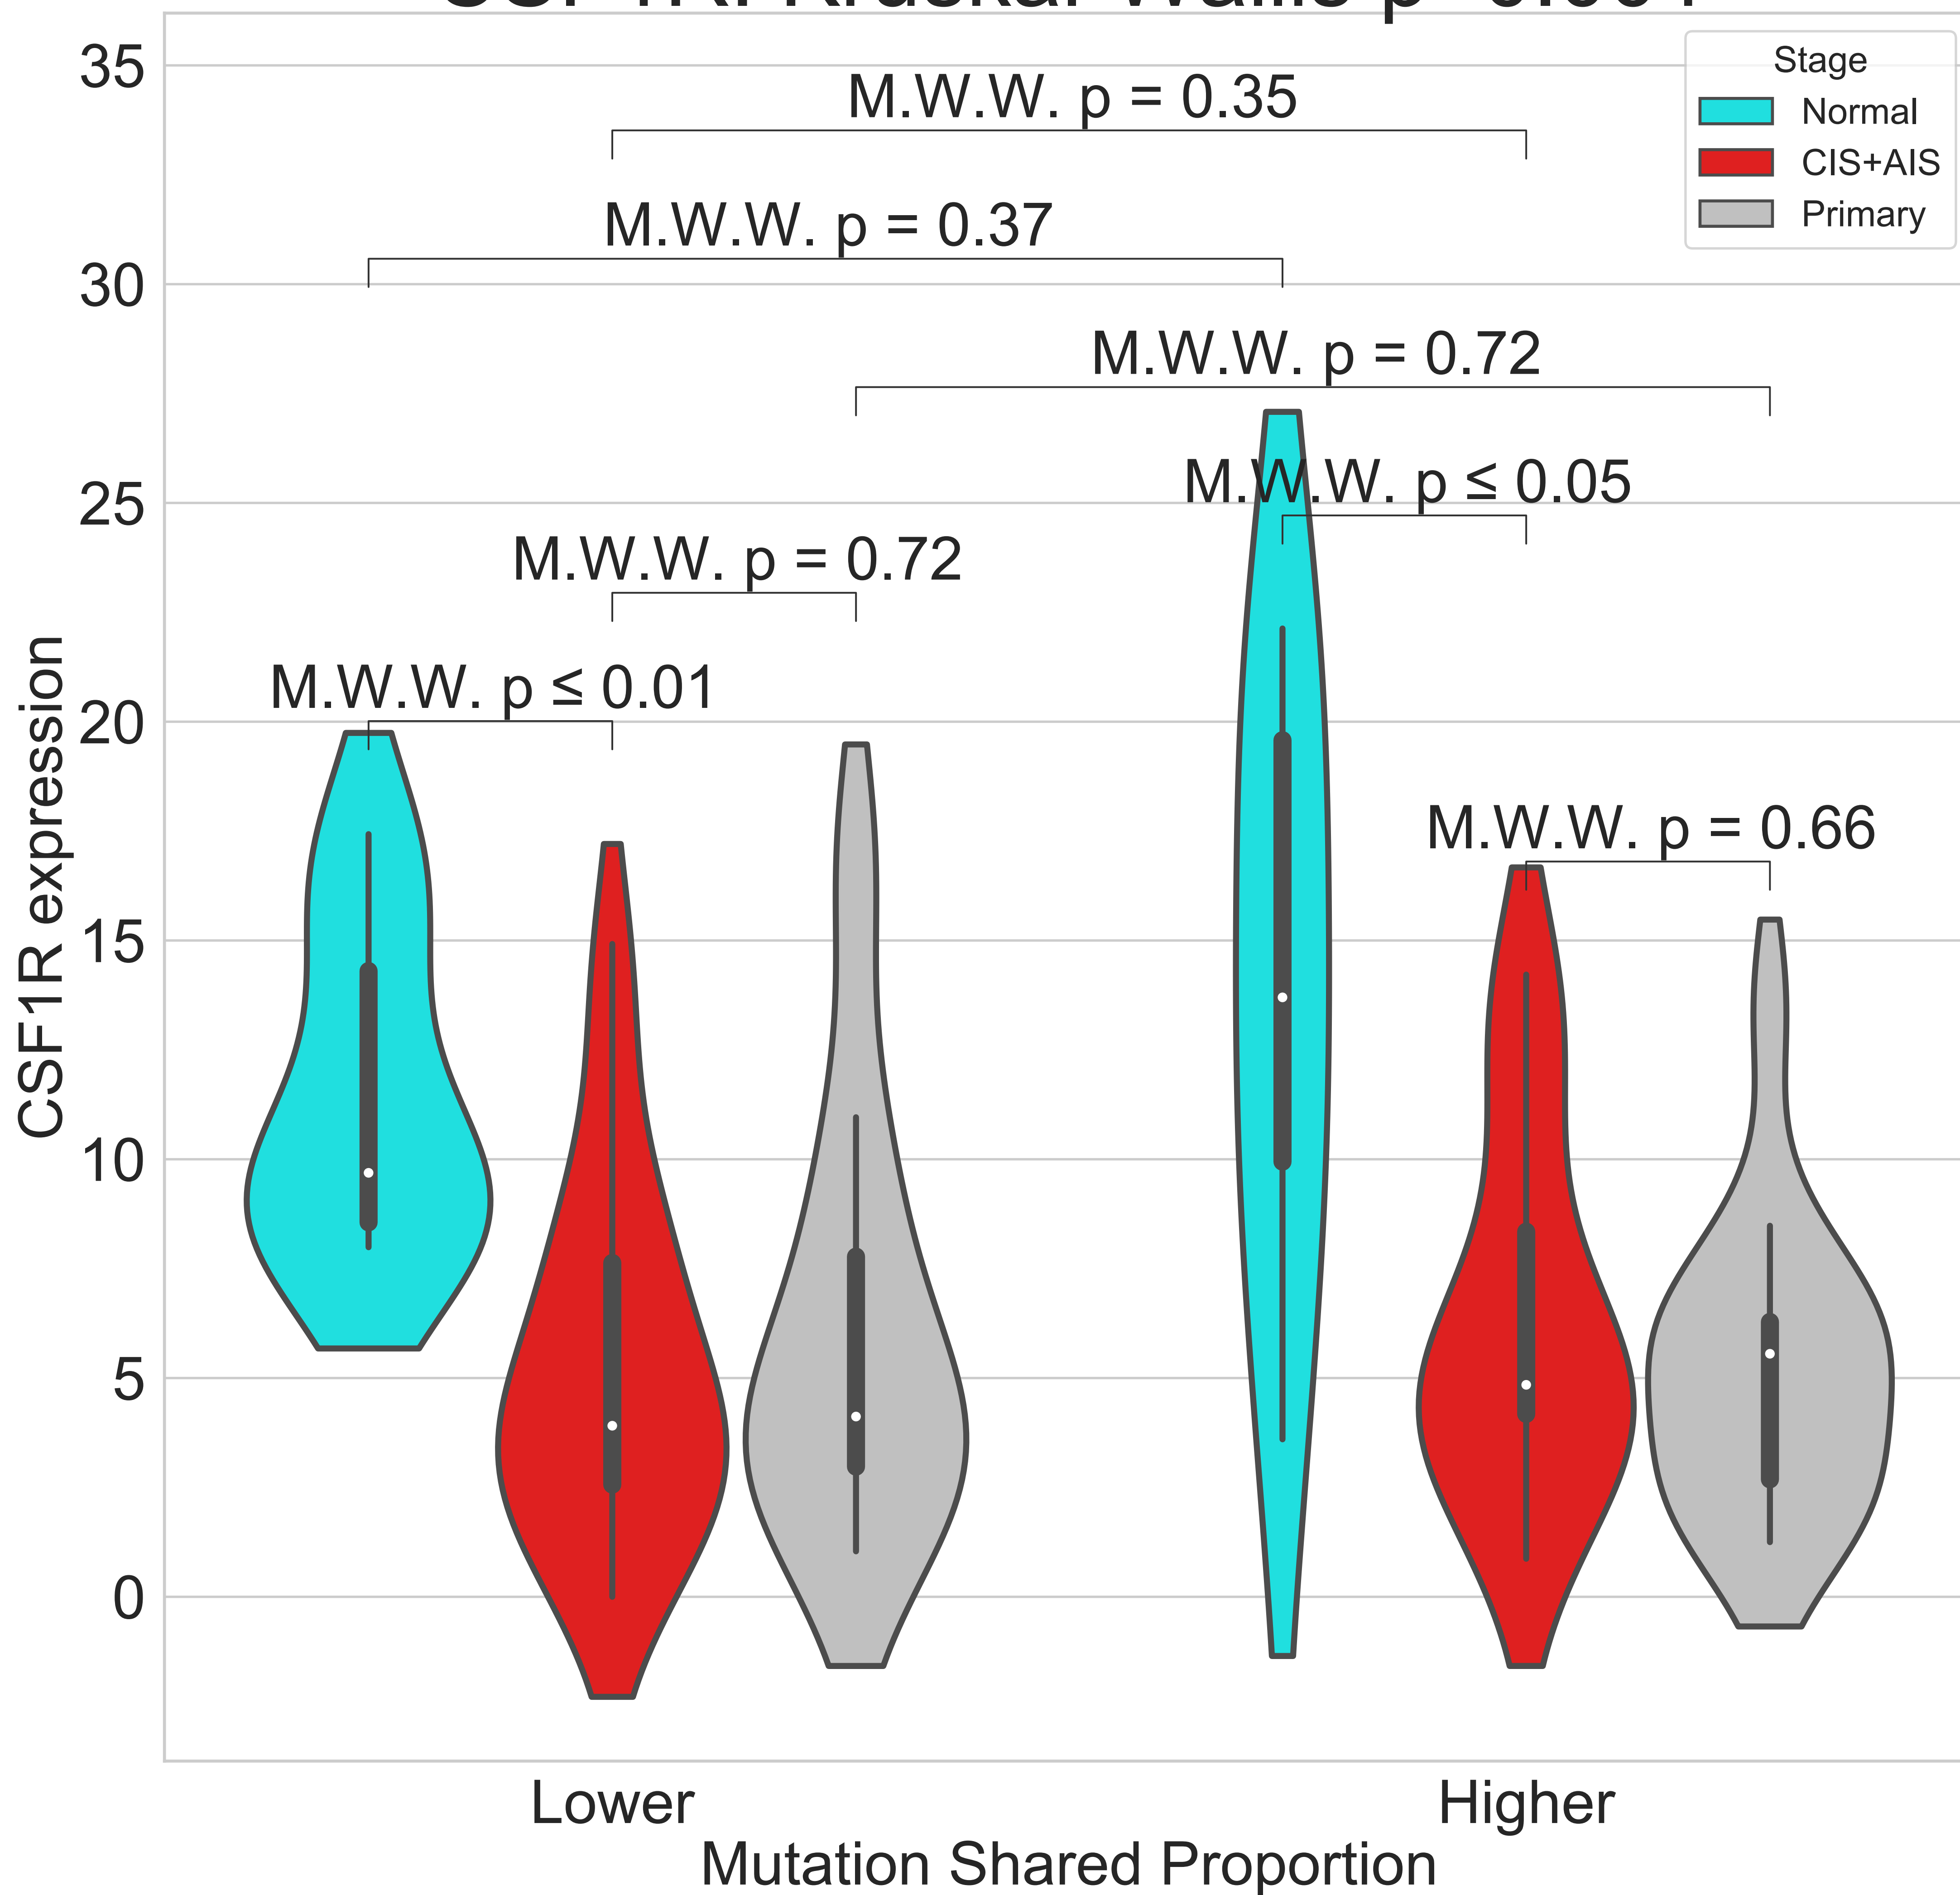 35
30
25
20
15
10
5
0
CSF1R expression
Stage
Normal
CIS+AIS
Primary
M.W.W. p = 0.35
M.W.W. p = 0.37
M.W.W. p = 0.72
M.W.W. p ≤ 0.05
M.W.W. p = 0.72
M.W.W. p ≤ 0.01
M.W.W. p = 0.66
Lower
Higher
Mutation Shared Proportion